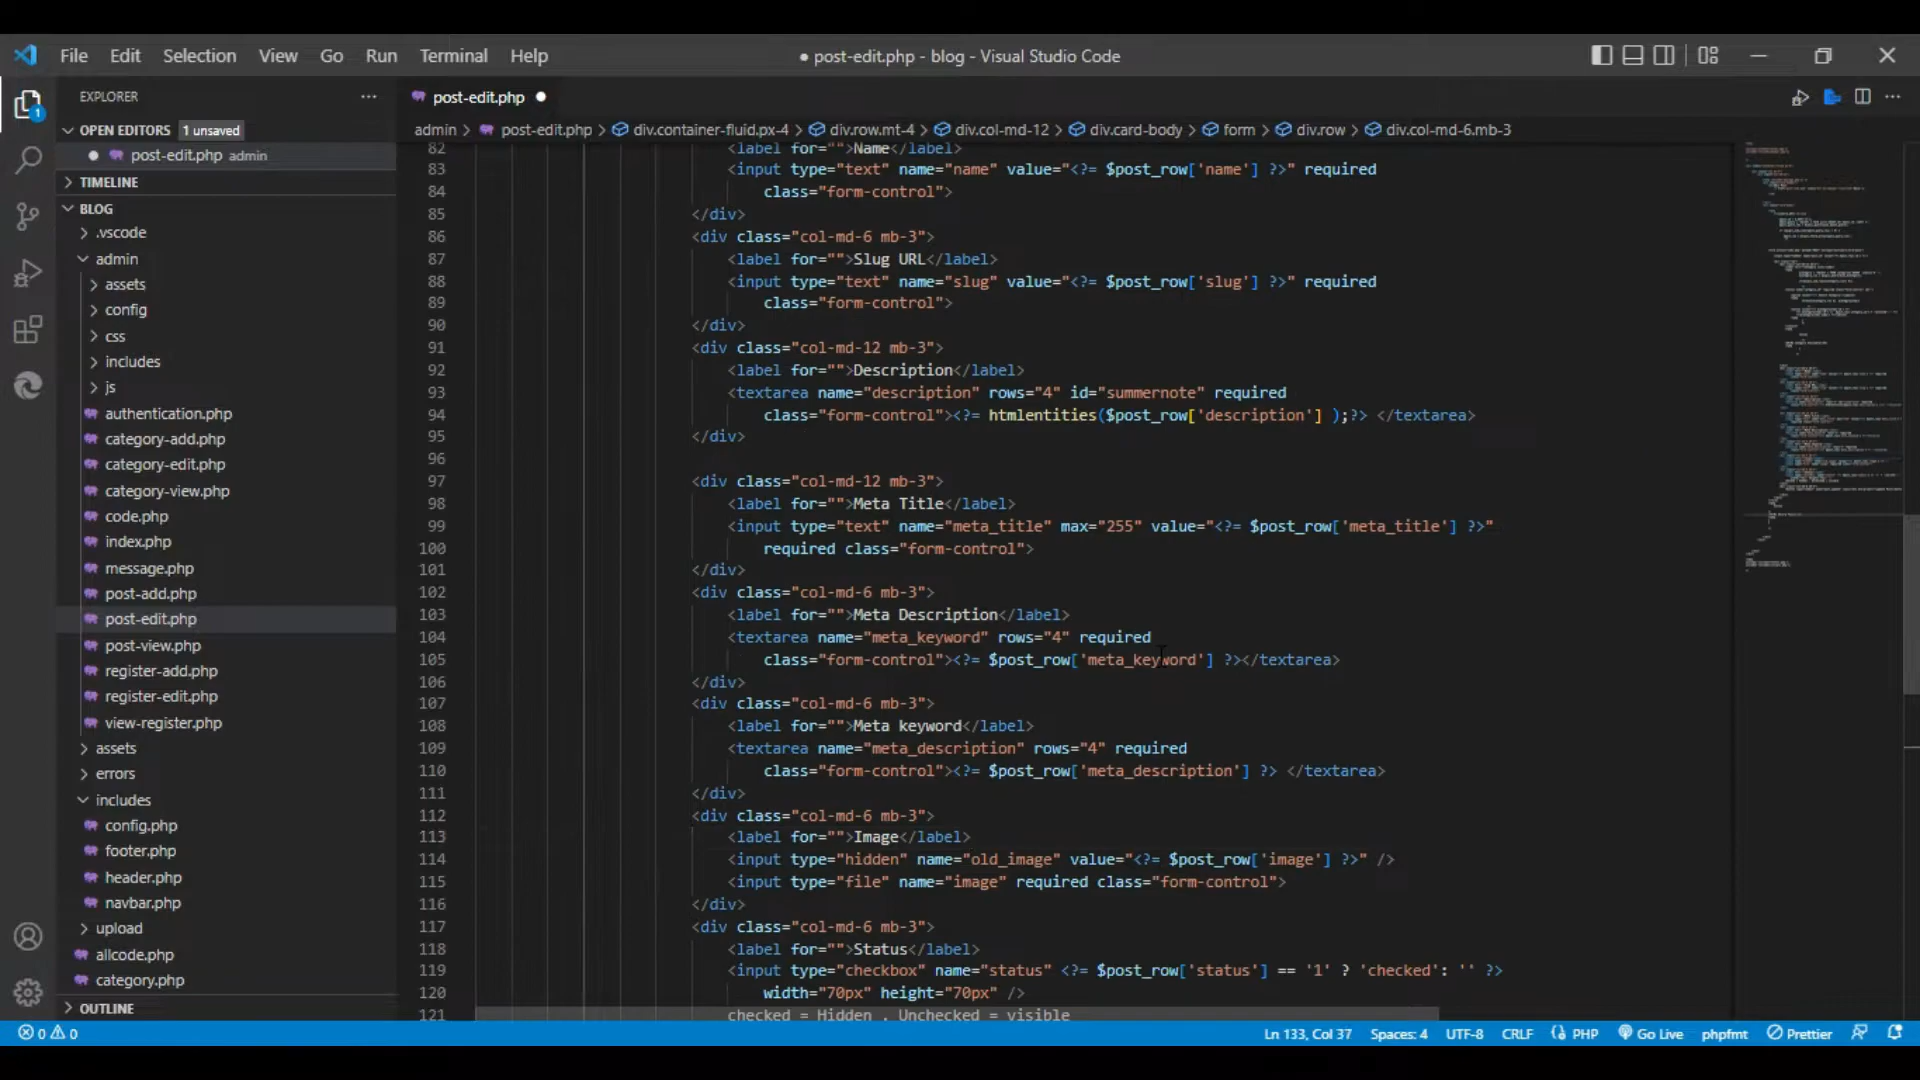 File Edit Selection View Go Run Terminal Help
● post-edit.php - blog - Visual Studio Code
EXPLORER
OPEN EDITORS 1 unsaved
post-edit.php admin
TIMELINE
BLOG
.vscode
admin
assets
config
css
includes
js
authentication.php
category-add.php
category-edit.php
category-view.php
code.php
index.php
message.php
post-add.php
post-edit.php
post-view.php
register-add.php
register-edit.php
view-register.php
assets
errors
includes
config.php
footer.php
header.php
navbar.php
upload
allcode.php
category.php
OUTLINE
1
post-edit.php
admin > post-edit.php > div.container-fluid.px-4 > div.row.mt-4 > div.col-md-12 > div.card-body > form > div.row > div.col-md-6.mb-3
82 <label for="">Name</label>
83 <input type="text" name="name" value="<?= $post_row['name'] ?>" required
84 class="form-control">
85 </div>
86 <div class="col-md-6 mb-3">
87 <label for="">Slug URL</label>
88 <input type="text" name="slug" value="<?= $post_row['slug'] ?>" required
89 class="form-control">
90 </div>
91 <div class="col-md-12 mb-3">
92 <label for="">Description</label>
93 <textarea name="description" rows="4" id="summernote" required
94 class="form-control"><?= htmlentities($post_row['description'] );?> </textarea>
95 </div>
96
97 <div class="col-md-12 mb-3">
98 <label for="">Meta Title</label>
99 <input type="text" name="meta_title" max="255" value="<?= $post_row['meta_title'] ?>"
100 required class="form-control">
101 </div>
102 <div class="col-md-6 mb-3">
103 <label for="">Meta Description</label>
104 <textarea name="meta_keyword" rows="4" required
105 class="form-control"><?= $post_row['meta_keyword'] ?></textarea>
106 </div>
107 <div class="col-md-6 mb-3">
108 <label for="">Meta keyword</label>
109 <textarea name="meta_description" rows="4" required
110 class="form-control"><?= $post_row['meta_description'] ?> </textarea>
111 </div>
112 <div class="col-md-6 mb-3">
113 <label for="">Image</label>
114 <input type="hidden" name="old_image" value="<?= $post_row['image'] ?>" />
115 <input type="file" name="image" required class="form-control">
116 </div>
117 <div class="col-md-6 mb-3">
118 <label for="">Status</label>
119 <input type="checkbox" name="status" <?= $post_row['status'] == '1' ? 'checked': '' ?>
120 width="70px" height="70px" />
121 checked = Hidden , Unchecked = visible
0 0 Ln 133, Col 37 Spaces: 4 UTF-8 CRLF PHP Go Live phpfmt Prettier